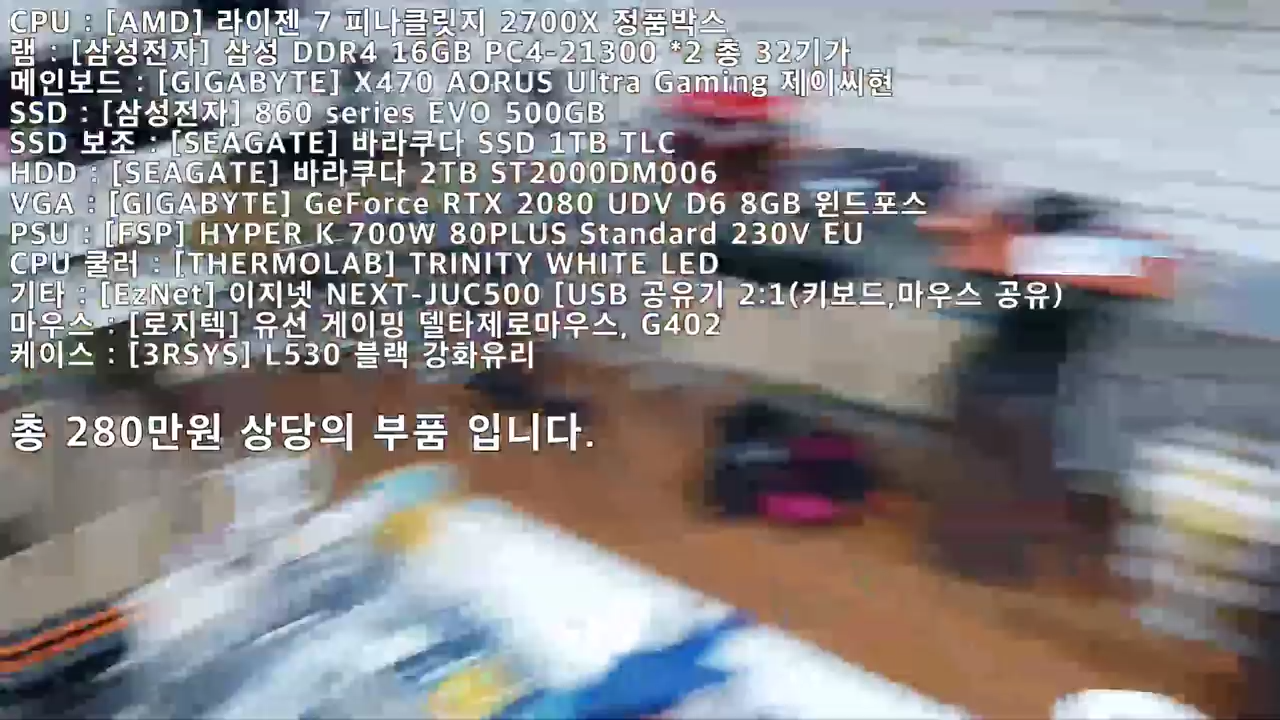 CPU : [AMD] 라이젠 7 피나클릿지 2700X 정품박스
램 : [삼성전자] 삼성 DDR4 16GB PC4-21300 *2 총 32기가
메인보드 : [GIGABYTE] X470 AORUS Ultra Gaming 제이씨현
SSD : [삼성전자] 860 series EVO 500GB
SSD 보조 : [SEAGATE] 바라쿠다 SSD 1TB TLC
HDD : [SEAGATE] 바라쿠다 2TB ST2000DM006
VGA : [GIGABYTE] GeForce RTX 2080 UDV D6 8GB 윈드포스
PSU : [FSP] HYPER K 700W 80PLUS Standard 230V EU
CPU 쿨러 : [THERMOLAB] TRINITY WHITE LED
기타 : [EzNet] 이지넷 NEXT-JUC500 [USB 공유기 2:1(키보드,마우스 공유)
마우스 : [로지텍] 유선 게이밍 델타제로마우스, G402
케이스 : [3RSYS] L530 블랙 강화유리
총 280만원 상당의 부품 입니다.